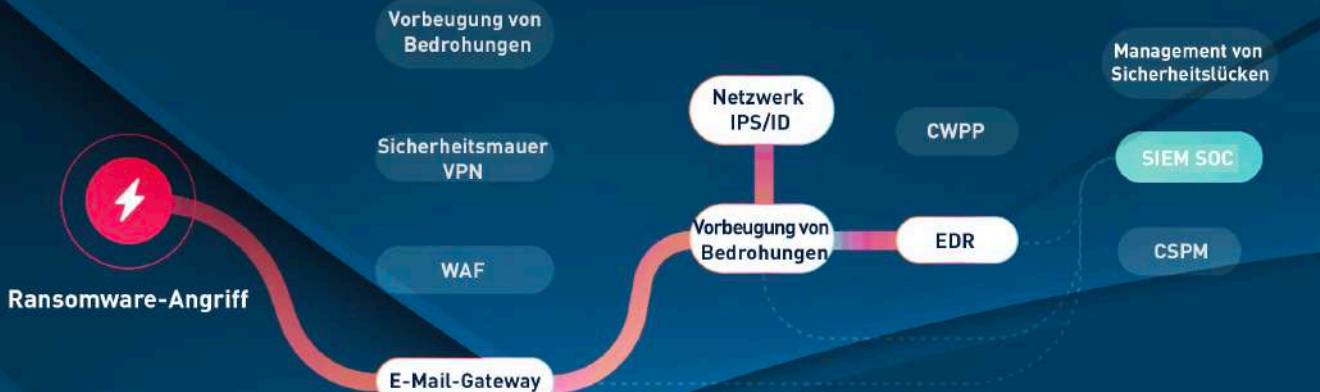 Vorbeugung von
Bedrohungen
Sicherheitsmauer
VPN
WAF
E-Mail-Gateway
Ransomware-Angriff
Netzwerk
IPS/ID
Vorbeugung von
Bedrohungen
CWPP
EDR
Management von
Sicherheitslücken
SIEM SOC
CSPM